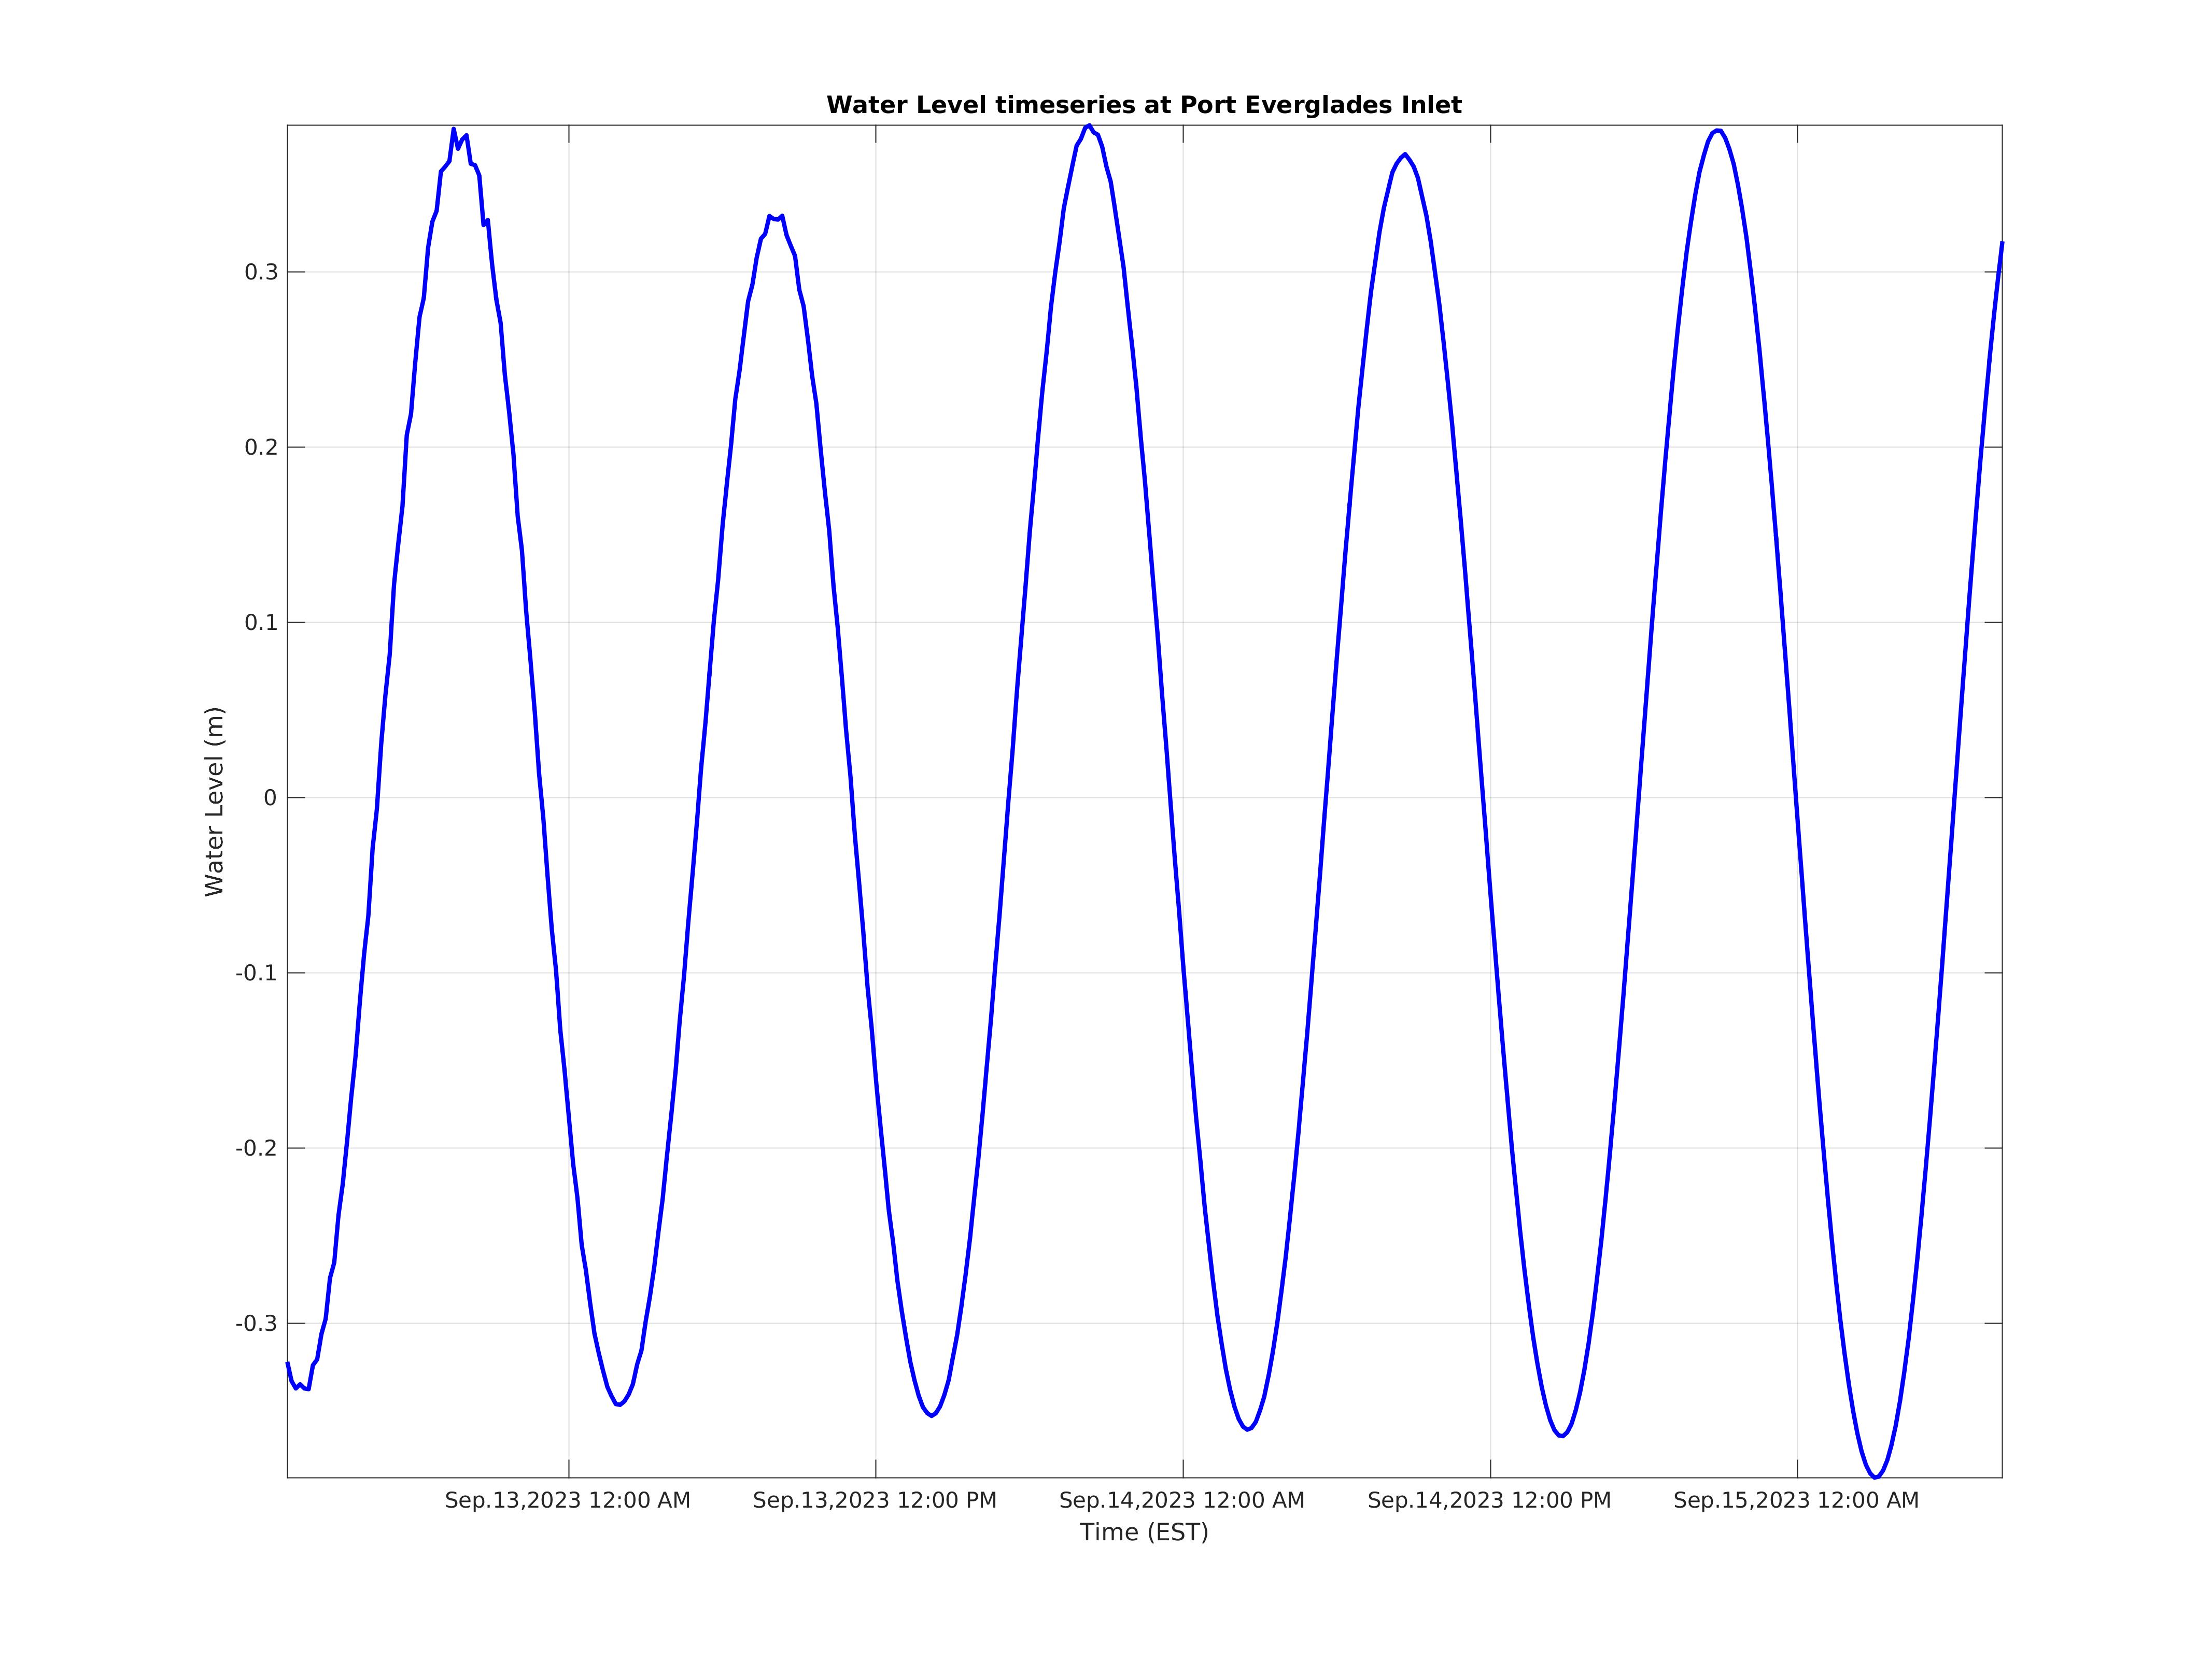 Water Level timeseries at Port Everglades Inlet
0.3
0.2
0.1
0
-0.1
-0.2
-0.3
Water Level (m)
Sep.13,2023 12:00 AM
Sep.13,2023 12:00 PM
Sep.14,2023 12:00 AM
Sep.14,2023 12:00 PM
Sep.15,2023 12:00 AM
Time (EST)